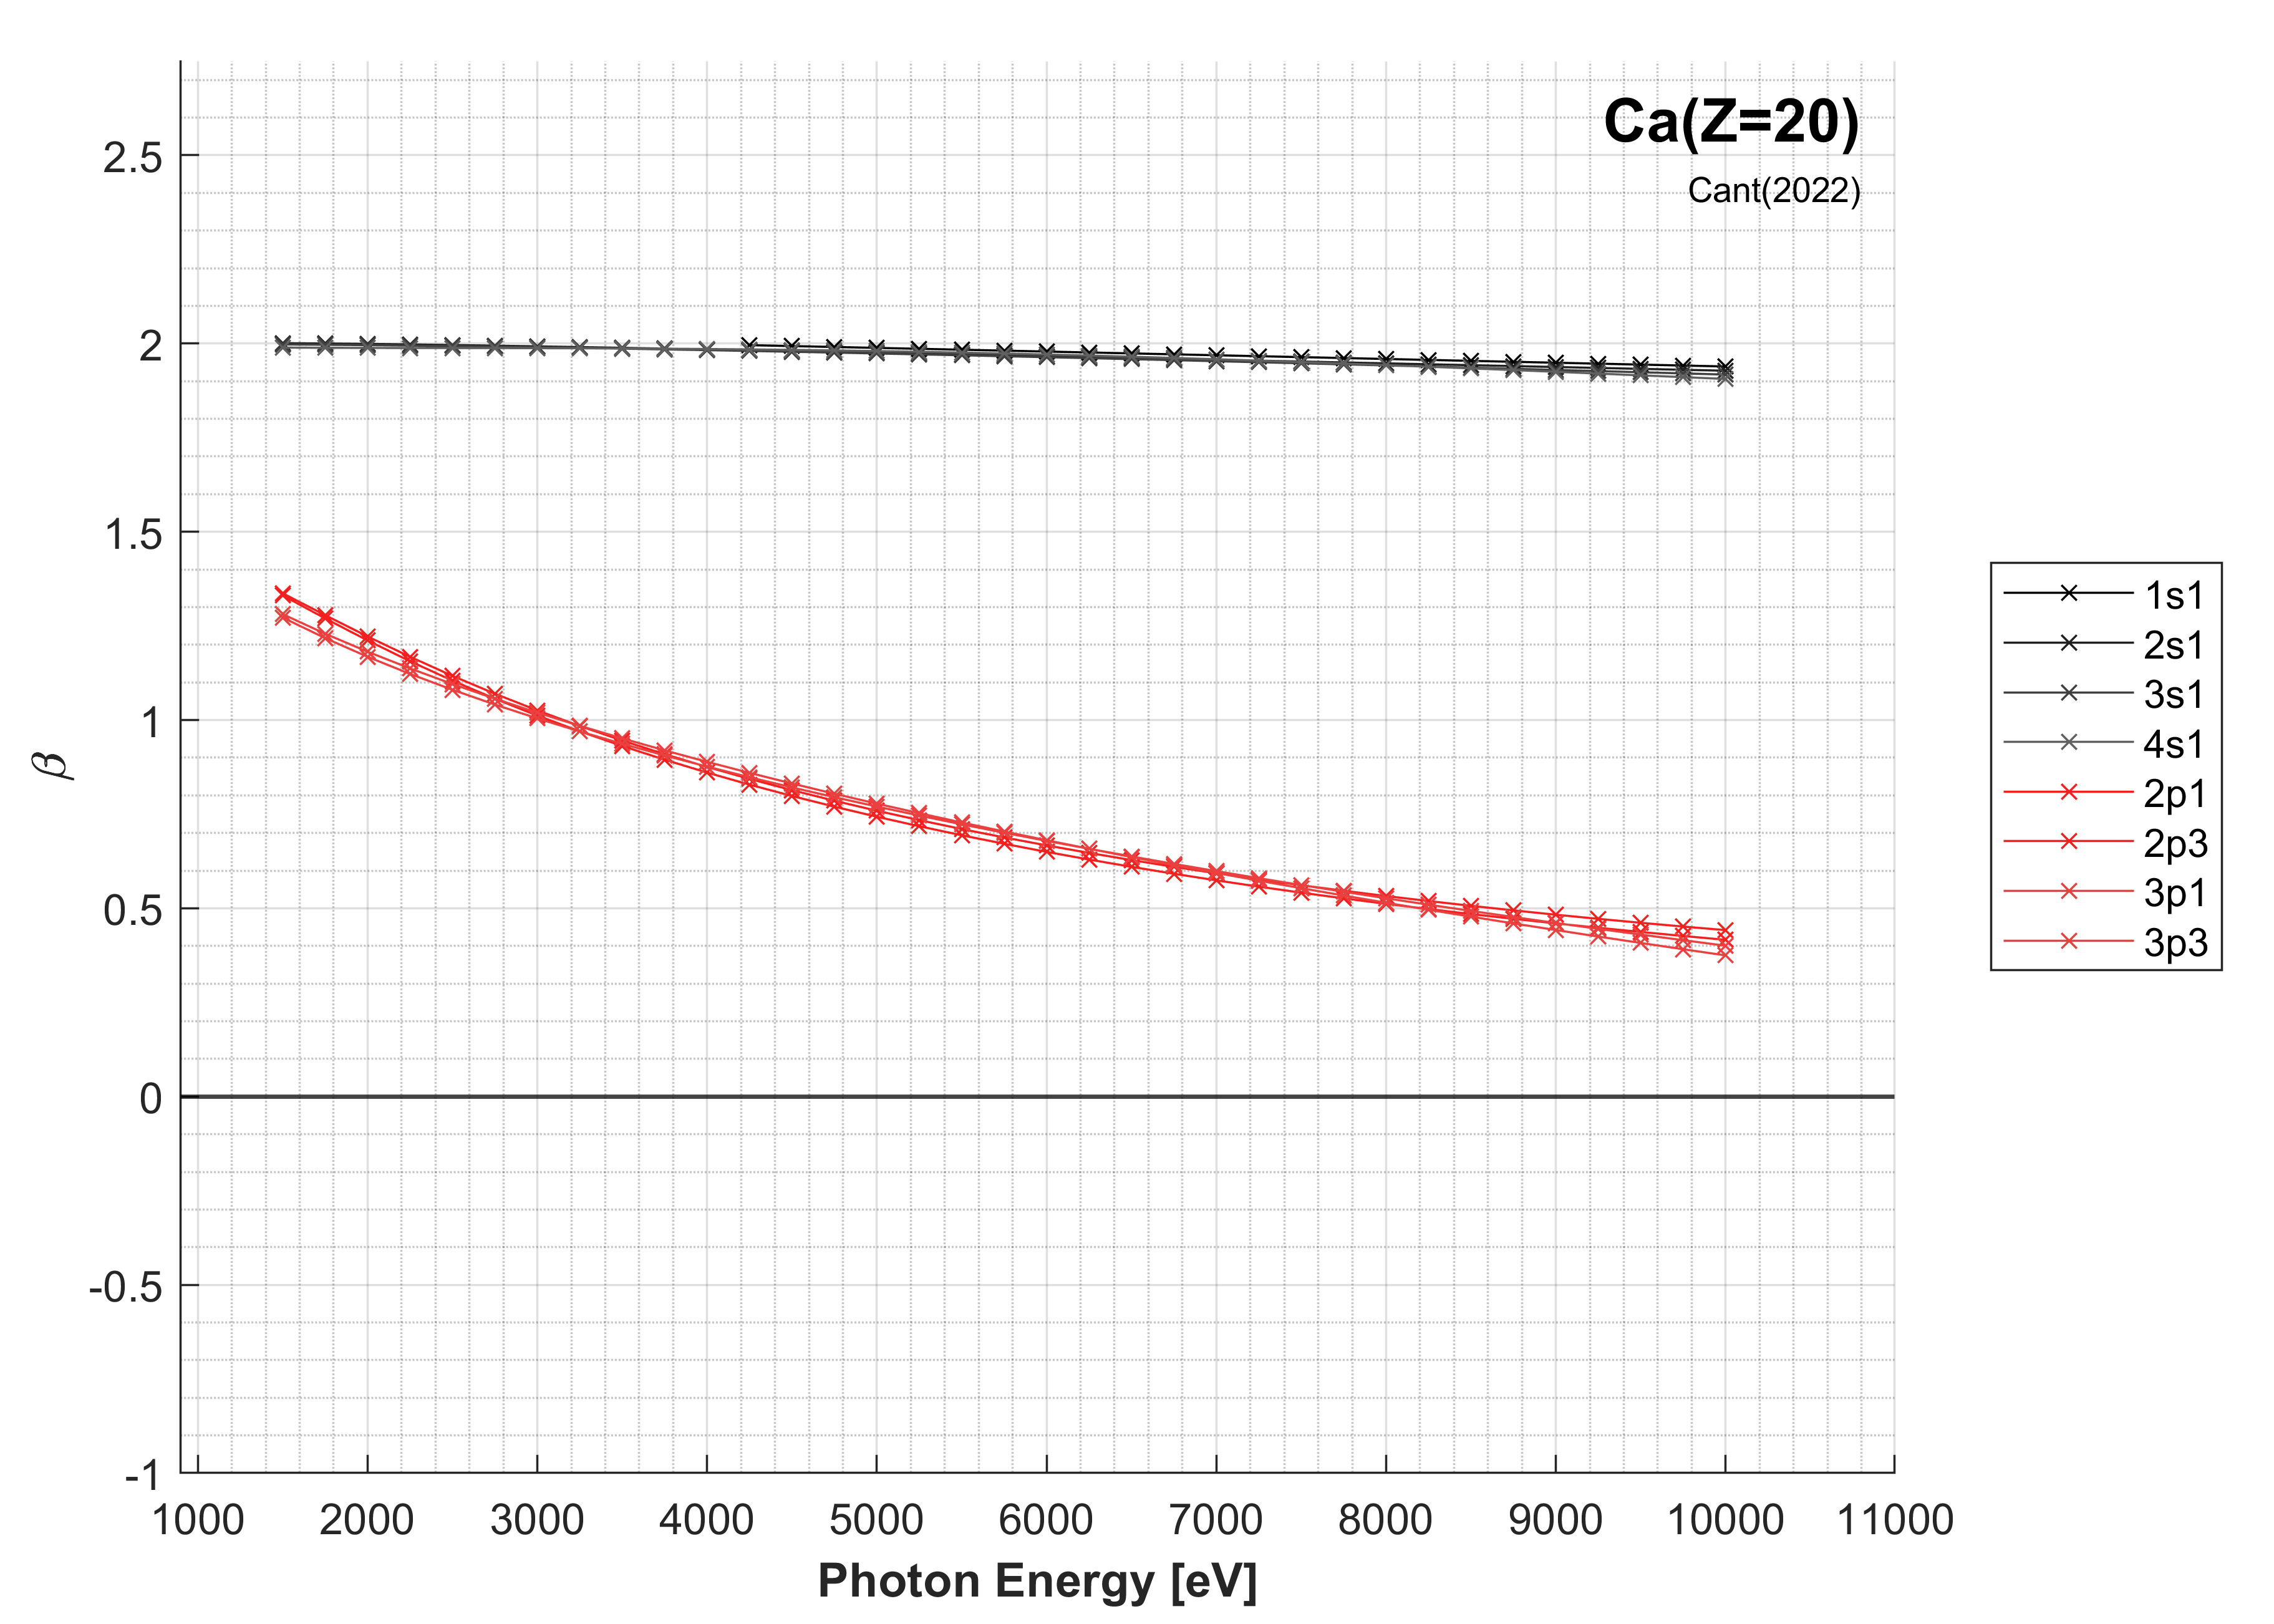 Ca(Z=20)
Cant(2022)
2.5
2
1.5
1
0.5
0
-0.5
-1
β
1000 2000 3000 4000 5000 6000 7000 8000 9000 10000 11000
Photon Energy [eV]
1s1
2s1
3s1
4s1
2p1
2p3
3p1
3p3